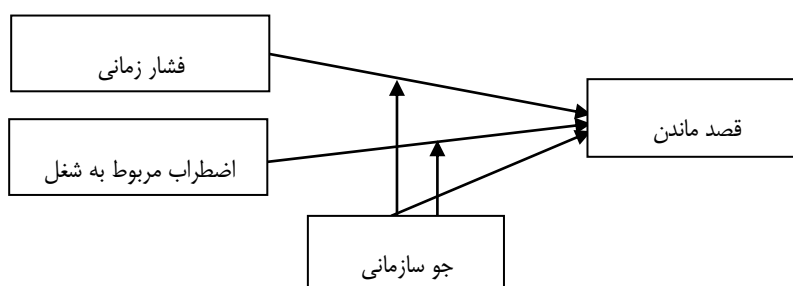 فشار زمانی
قصد ماندن
اضطراب مربوط به شغل
جو سازمانی